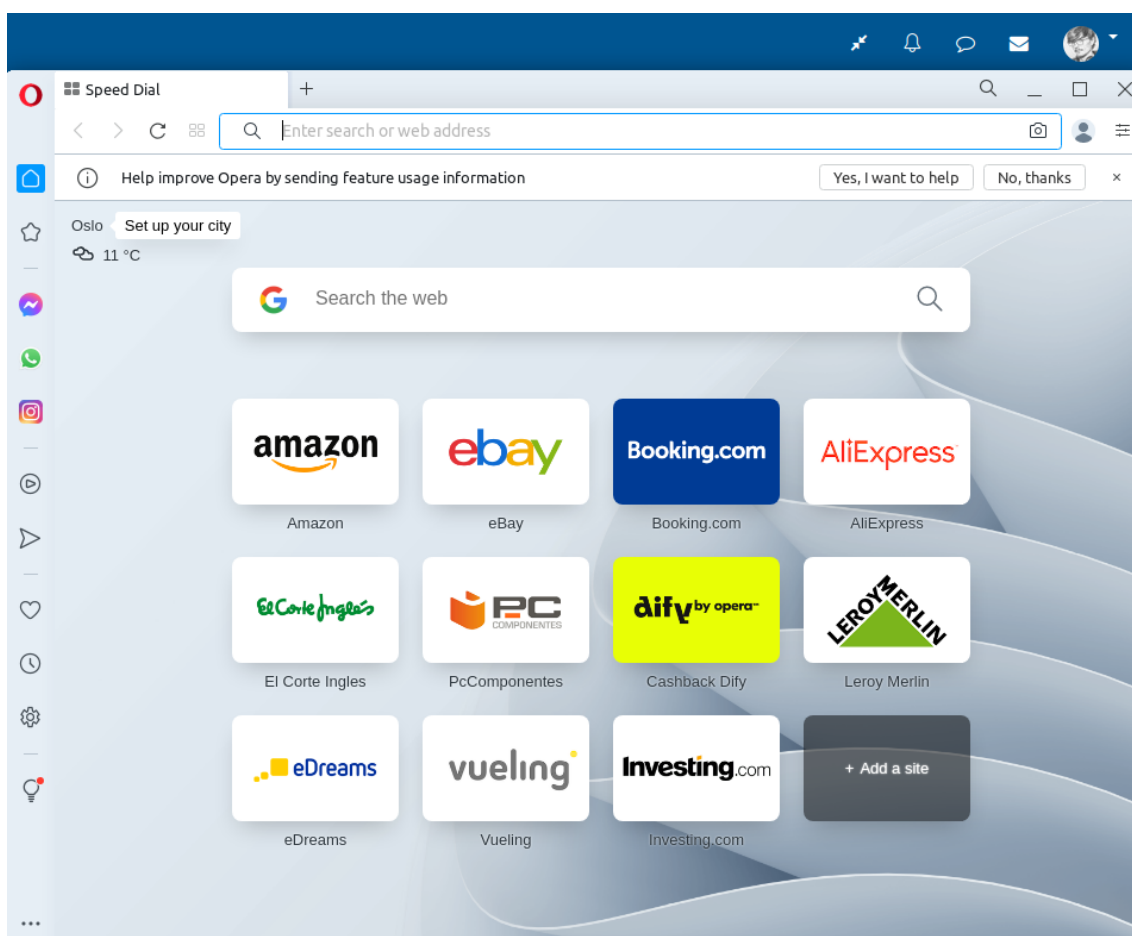 Speed Dial
Enter search or web address
Help improve Opera by sending feature usage information
Yes, I want to help
No, thanks
Oslo
Set up your city
11 °C
Search the web
amazon
ebay
Booking.com
AliExpress
Amazon
eBay
Booking.com
AliExpress
El Corte Inglés
PC
COMPONENTES
dify by opera
LEROY MERLIN
El Corte Ingles
PcComponentes
Cashback Dify
Leroy Merlin
eDreams
vueling
Investing.com
+ Add a site
eDreams
Vueling
Investing.com